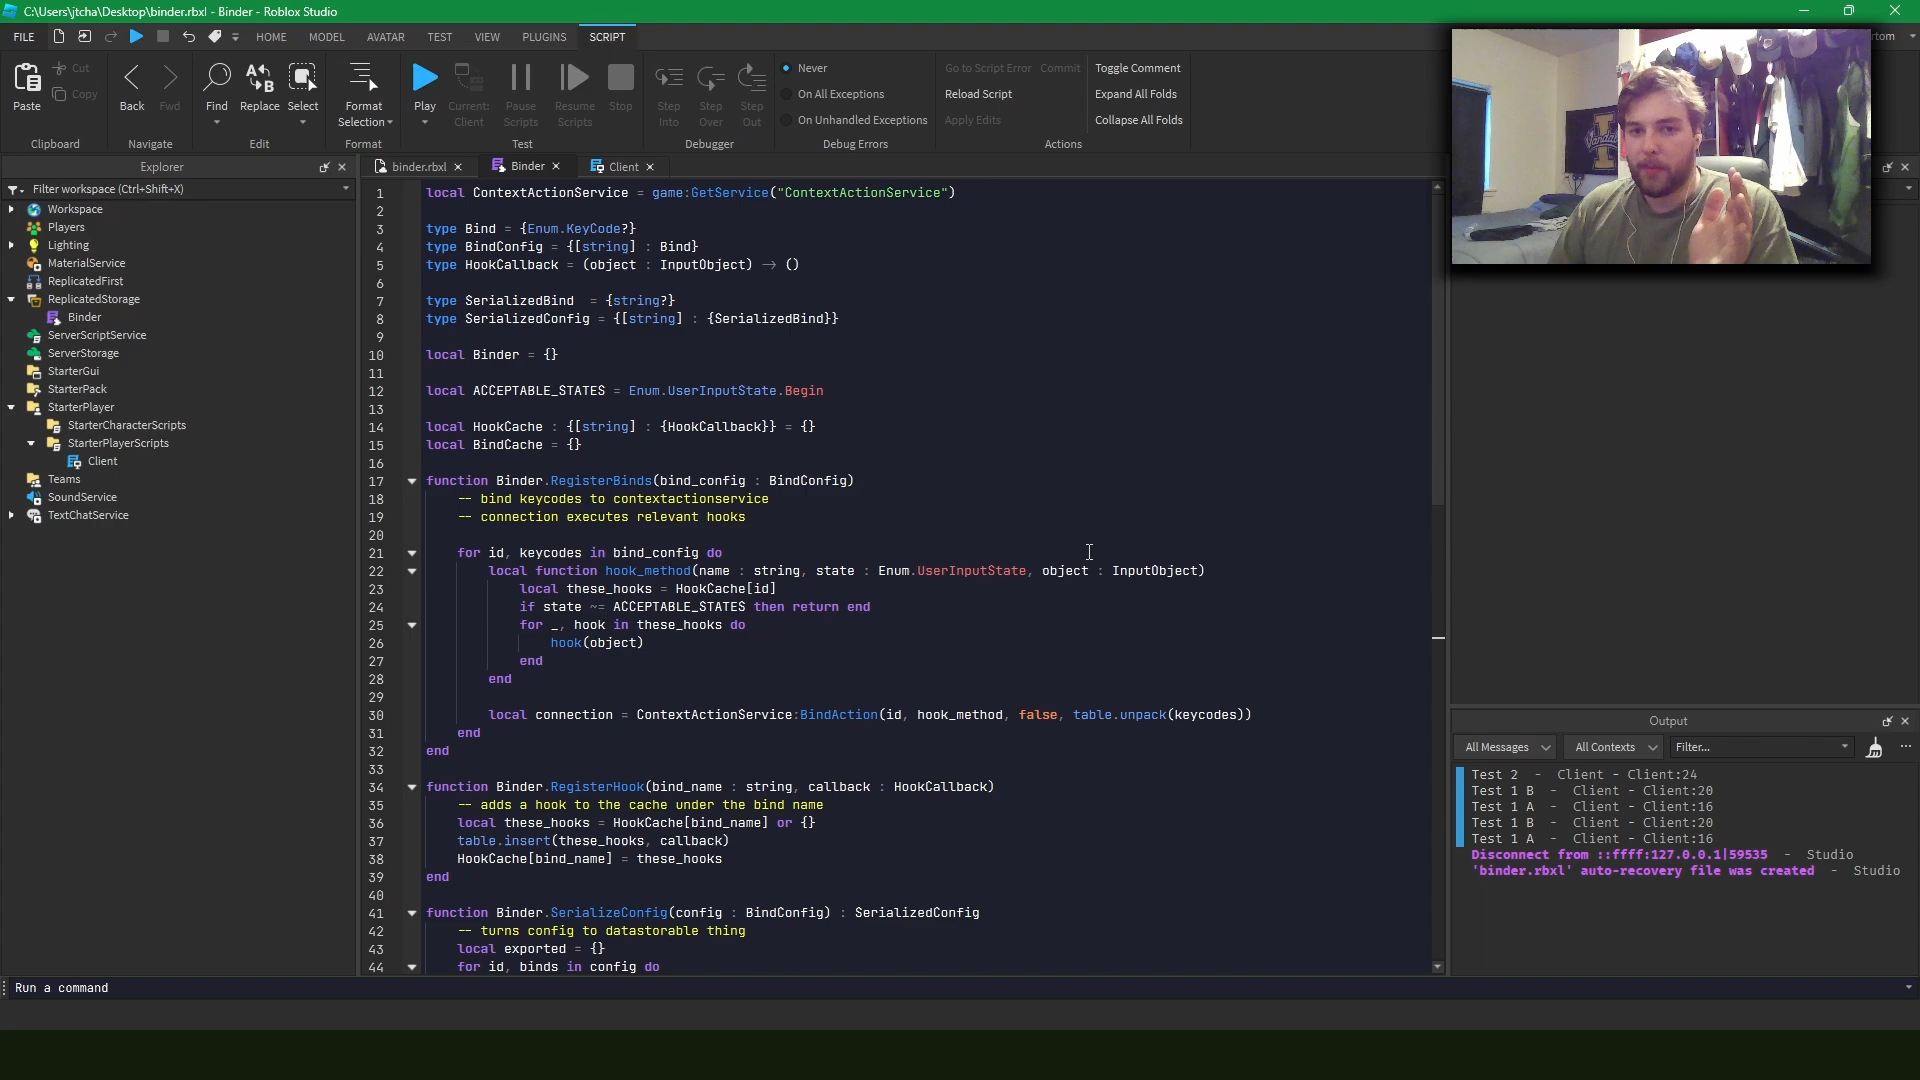 C:\Users\jtcha\Desktop\binder.rbxl - Binder - Roblox Studio
FILE HOME MODEL AVATAR TEST VIEW PLUGINS SCRIPT
Paste Cut Copy Back Fwd Find Replace Select Format Selection Play Current: Client Pause Scripts Resume Scripts Stop Step Into Step Over Step Out
Never
On All Exceptions
On Unhandled Exceptions
Go to Script Error Commit
Reload Script
Apply Edits
Toggle Comment
Expand All Folds
Collapse All Folds
Clipboard Navigate Edit Format Test Debugger Debug Errors Actions
Explorer
Filter workspace (Ctrl+Shift+X)
Workspace
Players
Lighting
MaterialService
ReplicatedFirst
ReplicatedStorage
Binder
ServerScriptService
ServerStorage
StarterGui
StarterPack
StarterPlayer
StarterCharacterScripts
StarterPlayerScripts
Client
Teams
SoundService
TextChatService
binder.rbxl Binder Client
1 local ContextActionService = game:GetService("ContextActionService")
2
3 type Bind = {Enum.KeyCode?}
4 type BindConfig = {[string] : Bind}
5 type HookCallback = (object : InputObject) -> ()
6
7 type SerializedBind = {string?}
8 type SerializedConfig = {[string] : {SerializedBind}}
9
10 local Binder = {}
11
12 local ACCEPTABLE_STATES = Enum.UserInputState.Begin
13
14 local HookCache : {[string] : {HookCallback}} = {}
15 local BindCache = {}
16
17 function Binder.RegisterBinds(bind_config : BindConfig)
18 -- bind keycodes to contextactionservice
19 -- connection executes relevant hooks
20
21 for id, keycodes in bind_config do
22 local function hook_method(name : string, state : Enum.UserInputState, object : InputObject)
23 local these_hooks = HookCache[id]
24 if state ~= ACCEPTABLE_STATES then return end
25 for _, hook in these_hooks do
26 hook(object)
27 end
28 end
29
30 local connection = ContextActionService:BindAction(id, hook_method, false, table.unpack(keycodes))
31 end
32 end
33
34 function Binder.RegisterHook(bind_name : string, callback : HookCallback)
35 -- adds a hook to the cache under the bind name
36 local these_hooks = HookCache[bind_name] or {}
37 table.insert(these_hooks, callback)
38 HookCache[bind_name] = these_hooks
39 end
40
41 function Binder.SerializeConfig(config : BindConfig) : SerializedConfig
42 -- turns config to datastorable thing
43 local exported = {}
44 for id, binds in config do
Output
All Messages All Contexts Filter...
Test 2 - Client - Client:24
Test 1 B - Client - Client:20
Test 1 A - Client - Client:16
Test 1 B - Client - Client:20
Test 1 A - Client - Client:16
Disconnect from ::ffff:127.0.0.1|59535 - Studio
'binder.rbxl' auto-recovery file was created - Studio
Run a command